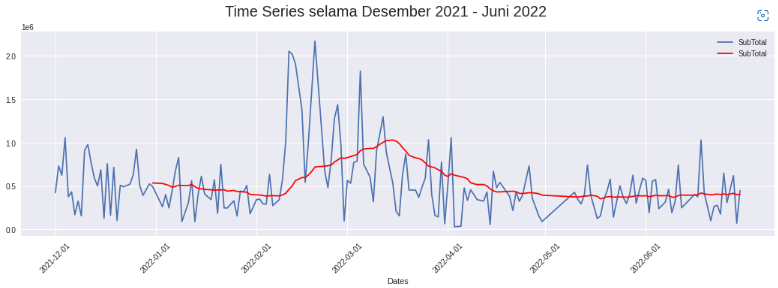 Time Series selama Desember 2021 - Juni 2022
1e6
SubTotal
SubTotal
2.0
1.5
1.0
0.5
0.0
2021-12-01
2022-01-01
2022-02-01
2022-03-01
2022-04-01
2022-05-01
2022-06-01
Dates